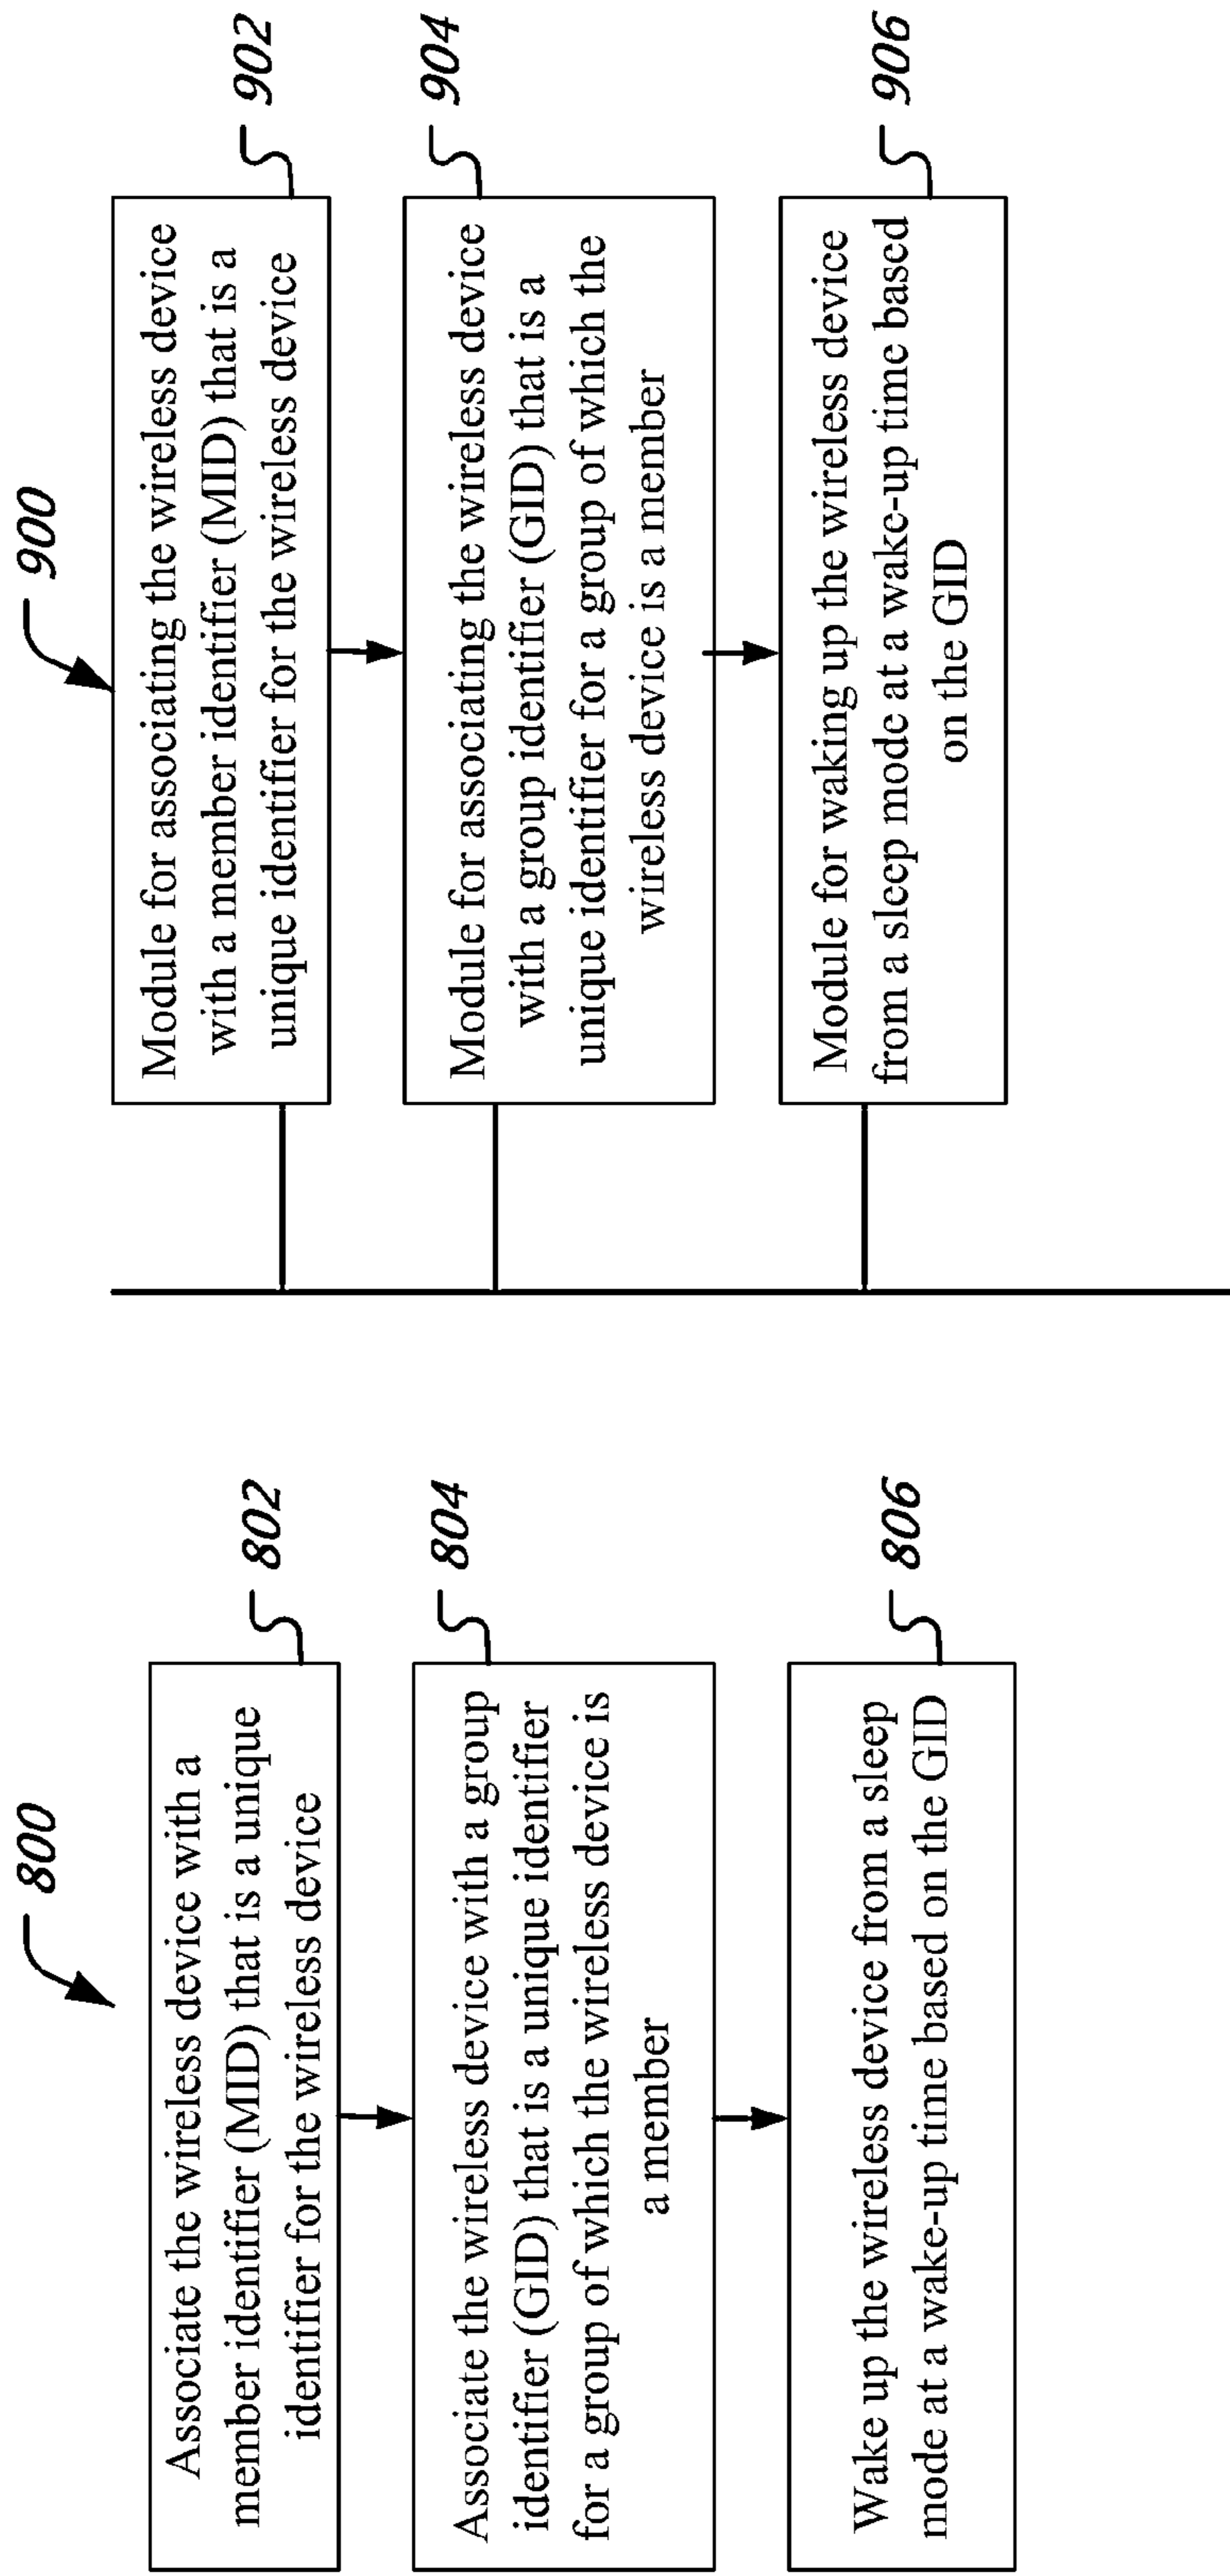 800
Associate the wireless device with a
member identifier (MID) that is a unique
identifier for the wireless device
802
Associate the wireless device with a group
identifier (GID) that is a unique identifier
for a group of which the wireless device is
a member
804
Wake up the wireless device from a sleep
mode at a wake-up time based on the GID
806
900
Module for associating the wireless device
with a member identifier (MID) that is a
unique identifier for the wireless device
902
Module for associating the wireless device
with a group identifier (GID) that is a
unique identifier for a group of which the
wireless device is a member
904
Module for waking up the wireless device
from a sleep mode at a wake-up time based
on the GID
906